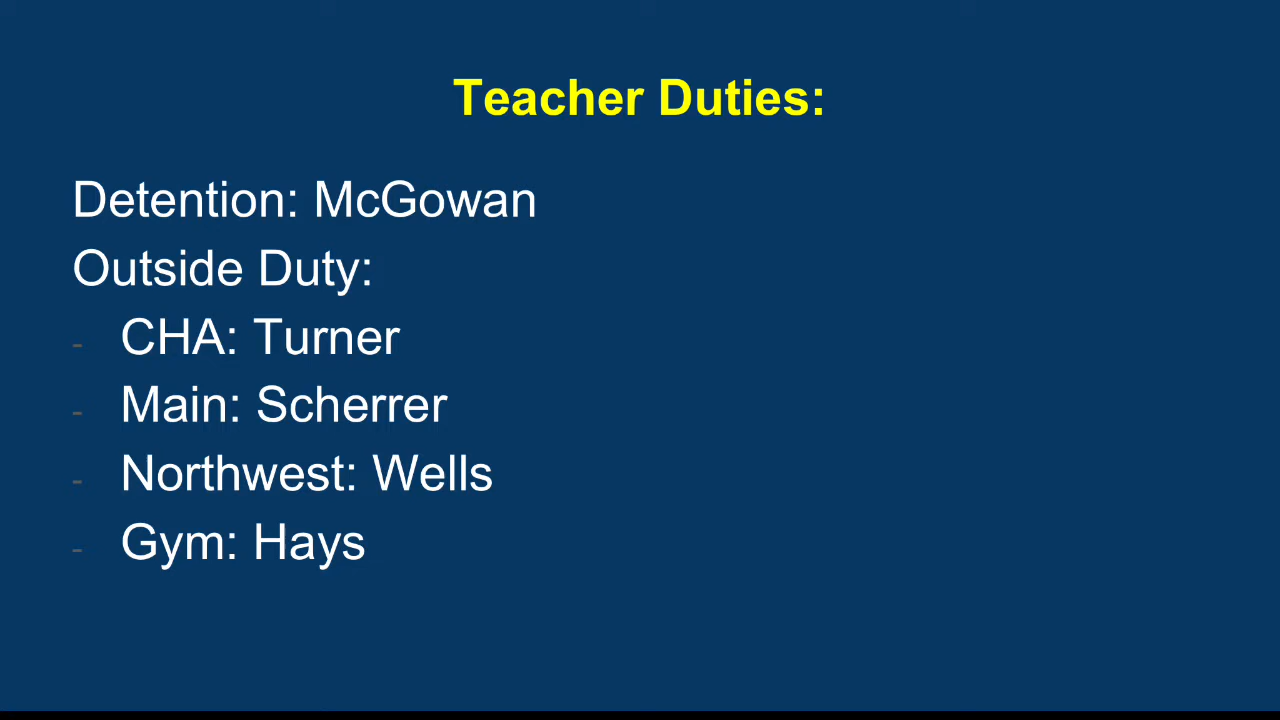 Teacher Duties:
Detention: McGowan
Outside Duty:
- CHA: Turner
- Main: Scherrer
- Northwest: Wells
- Gym: Hays